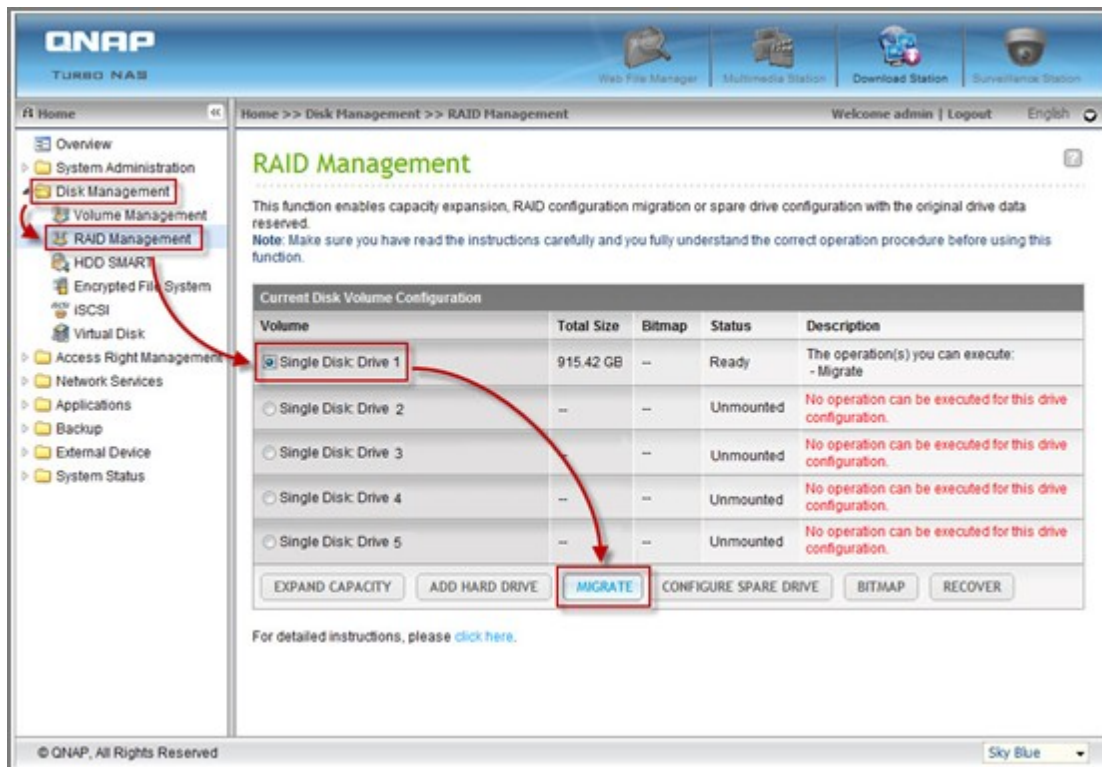 QNAP
TURBO NAS
Web File Manager
Multimedia Station
Download Station
Surveillance Station
Home
Home >> Disk Management >> RAID Management
Welcome admin | Logout
English
Overview
System Administration
Disk Management
Volume Management
RAID Management
HDD SMART
Encrypted File System
iSCSI
Virtual Disk
Access Right Management
Network Services
Applications
Backup
External Device
System Status
RAID Management
This function enables capacity expansion, RAID configuration migration or spare drive configuration with the original drive data
reserved.
Note: Make sure you have read the instructions carefully and you fully understand the correct operation procedure before using this
function.
Current Disk Volume Configuration
Volume Total Size Bitmap Status Description
Single Disk: Drive 1 915.42 GB -- Ready The operation(s) you can execute:
- Migrate
Single Disk: Drive 2 -- -- Unmounted No operation can be executed for this drive
configuration.
Single Disk: Drive 3 -- -- Unmounted No operation can be executed for this drive
configuration.
Single Disk: Drive 4 -- -- Unmounted No operation can be executed for this drive
configuration.
Single Disk: Drive 5 -- -- Unmounted No operation can be executed for this drive
configuration.
EXPAND CAPACITY ADD HARD DRIVE MIGRATE CONFIGURE SPARE DRIVE BITMAP RECOVER
For detailed instructions, please click here.
© QNAP, All Rights Reserved
Sky Blue